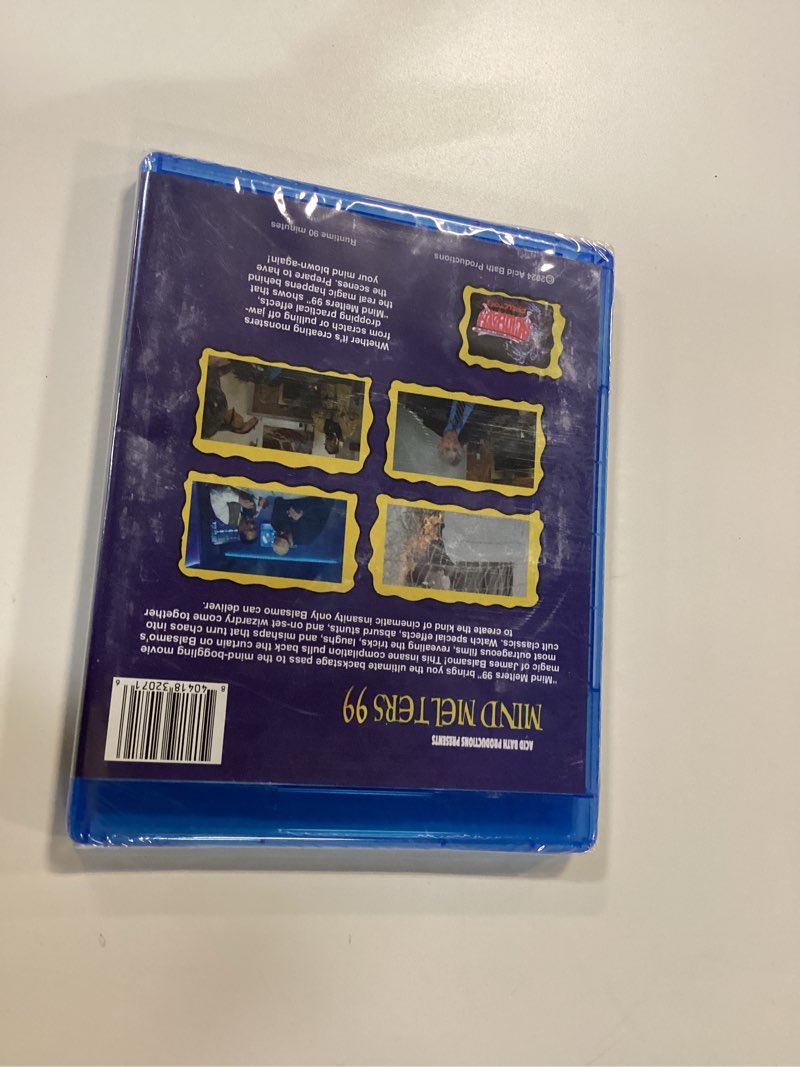 ACID BATH PRODUCTIONS PRESENTS
MIND MELTERS 99
8 40418 32071 6
"Mind Melters 99" brings you the ultimate backstage pass to the mind-boggling movie
magic of James Balsamo! This insane compilation pulls back the curtain on Balsamo's
most outrageous films, revealing the tricks, laughs, and mishaps that turn chaos into
cult classics. Watch special effects, absurd stunts, and on-set wizardry come together
to create the kind of cinematic insanity only Balsamo can deliver.
Whether it's creating monsters
from scratch or pulling off jaw-
dropping practical effects,
"Mind Melters 99" shows that
the real magic happens behind
the scenes. Prepare to have
your mind blown-again!
©2024 Acid Bath Productions
Runtime 90 minutes